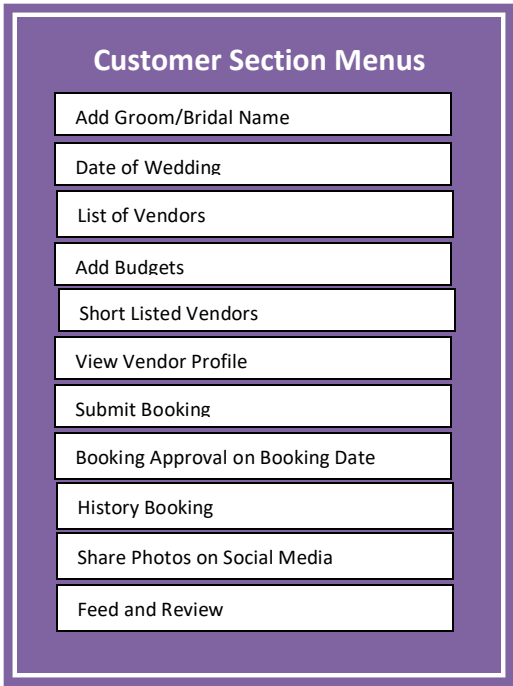 Customer Section Menus
Add Groom/Bridal Name
Date of Wedding
List of Vendors
Add Budgets
Short Listed Vendors
View Vendor Profile
Submit Booking
Booking Approval on Booking Date
History Booking
Share Photos on Social Media
Feed and Review